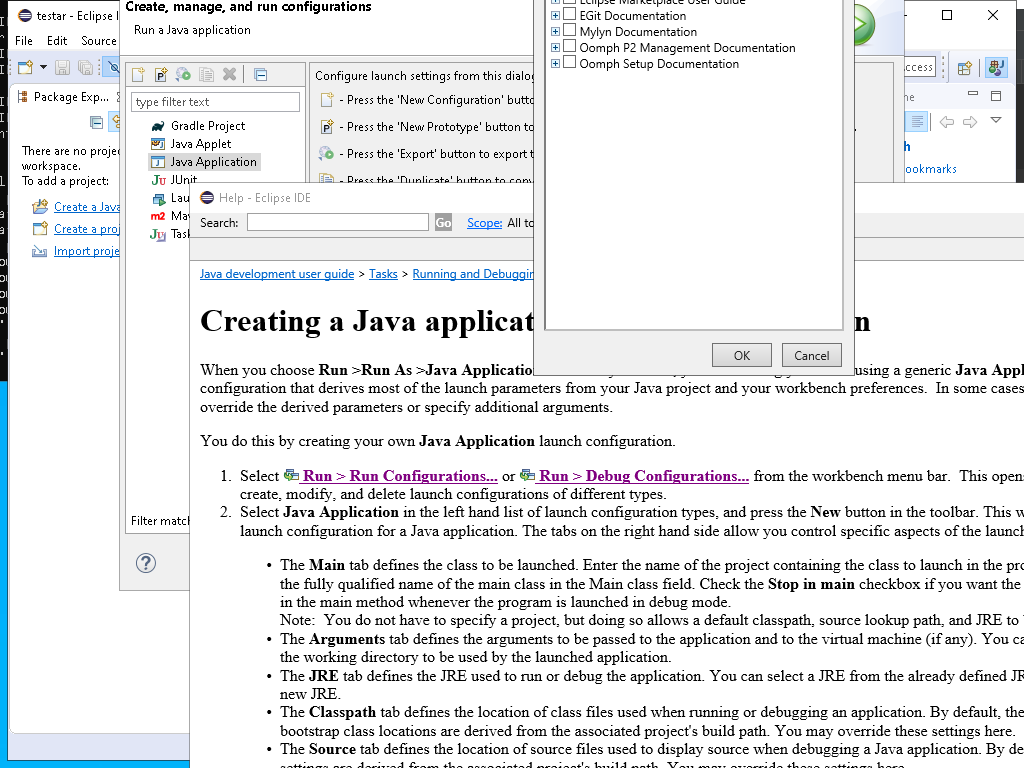 testar - Eclipse I
File Edit Source
Package Exp...
There are no proje
workspace.
To add a project:
Create a Java
Create a proj
Import proje
Create, manage, and run configurations
Run a Java application
type filter text
Gradle Project
Java Applet
Java Application
JUnit
Lau
Mav
Task
Filter match
Configure launch settings from this dialog
- Press the 'New Configuration' butto
- Press the 'New Prototype' button to
- Press the 'Export' button to export t
- Press the 'Duplicate' button to copy
Eclipse Marketplace User Guide
EGit Documentation
Mylyn Documentation
Oomph P2 Management Documentation
Oomph Setup Documentation
OK Cancel
ccess
ne
h
ookmarks
Help - Eclipse IDE
Search: Go Scope: All to
Java development user guide > Tasks > Running and Debuggin
Creating a Java applicat n
When you choose Run >Run As >Java Applicatio using a generic Java Appl
configuration that derives most of the launch parameters from your Java project and your workbench preferences. In some cases
override the derived parameters or specify additional arguments.
You do this by creating your own Java Application launch configuration.
1. Select Run > Run Configurations... or Run > Debug Configurations... from the workbench menu bar. This opens
create, modify, and delete launch configurations of different types.
2. Select Java Application in the left hand list of launch configuration types, and press the New button in the toolbar. This w
launch configuration for a Java application. The tabs on the right hand side allow you control specific aspects of the launch
• The Main tab defines the class to be launched. Enter the name of the project containing the class to launch in the pro
the fully qualified name of the main class in the Main class field. Check the Stop in main checkbox if you want the
in the main method whenever the program is launched in debug mode.
Note: You do not have to specify a project, but doing so allows a default classpath, source lookup path, and JRE to
• The Arguments tab defines the arguments to be passed to the application and to the virtual machine (if any). You ca
the working directory to be used by the launched application.
• The JRE tab defines the JRE used to run or debug the application. You can select a JRE from the already defined JR
new JRE.
• The Classpath tab defines the location of class files used when running or debugging an application. By default, the
bootstrap class locations are derived from the associated project's build path. You may override these settings here.
• The Source tab defines the location of source files used to display source when debugging a Java application. By de
settings are derived from the associated project's build path. You may override these settings here.